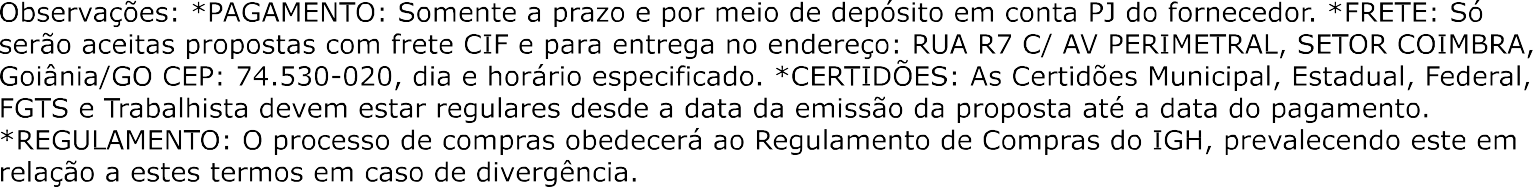 Observações: *PAGAMENTO: Somente a prazo e por meio de depósito em conta PJ do fornecedor. *FRETE: Só
serão aceitas propostas com frete CIF e para entrega no endereço: RUA R7 C/ AV PERIMETRAL, SETOR COIMBRA,
Goiânia/GO CEP: 74.530-020, dia e horário especificado. *CERTIDÕES: As Certidões Municipal, Estadual, Federal,
FGTS e Trabalhista devem estar regulares desde a data da emissão da proposta até a data do pagamento.
*REGULAMENTO: O processo de compras obedecerá ao Regulamento de Compras do IGH, prevalecendo este em
relação a estes termos em caso de divergência.